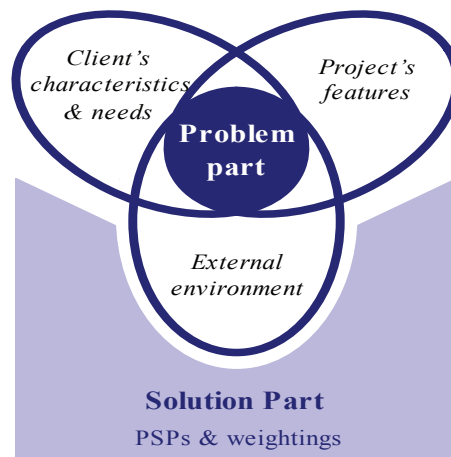 Client's
characteristics
& needs
Project's
features
Problem
part
External
environment
Solution Part
PSPs & weightings